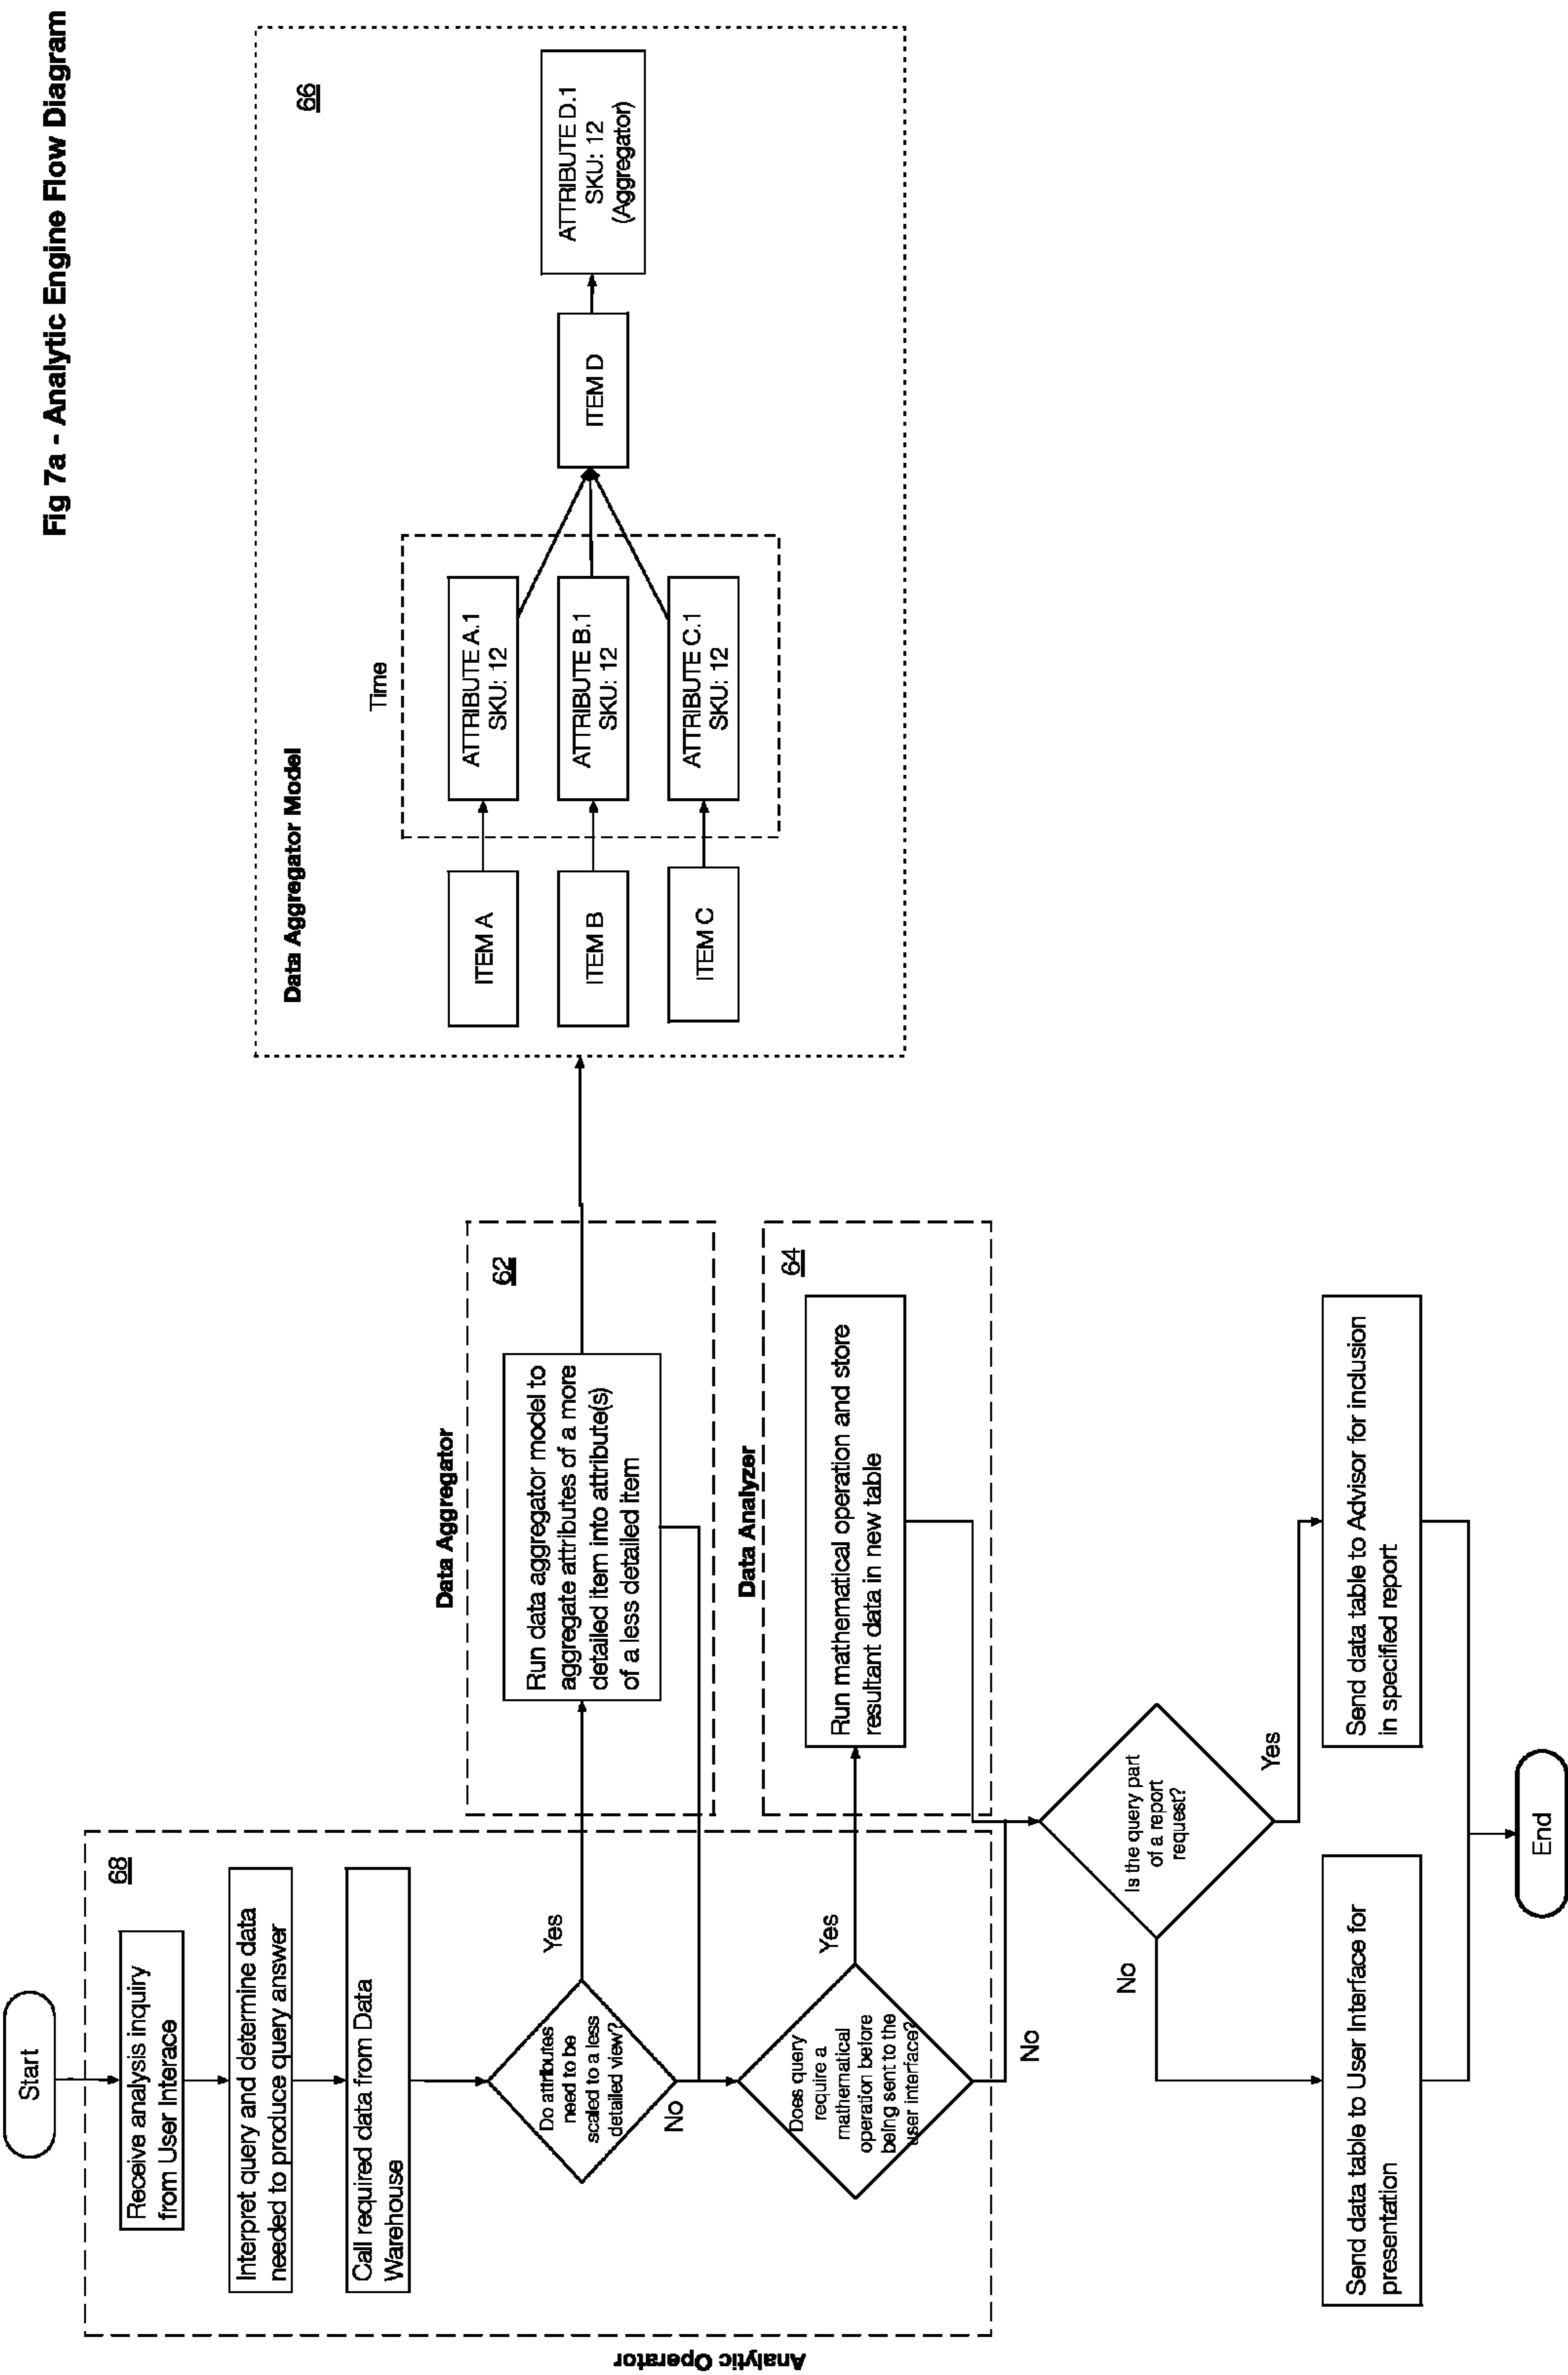 Fig 7a - Analytic Engine Flow Diagram
Start
68
Receive analysis inquiry
from User Interace
Interpret query and determine data
needed to produce query answer
Call required data from Data
Warehouse
Do attributes
need to be
scaled to a less
detailed view?
Yes
No
Does query
require a
mathematical
operation before
being sent to the
user interface?
Yes
No
Analytic Operator
Data Aggregator
62
Run data aggregator model to
aggregate attributes of a more
detailed item into attribute(s)
of a less detailed item
Data Analyzer
64
Run mathematical operation and store
resultant data in new table
Data Aggregator Model
66
Time
ITEM A
ATTRIBUTE A.1
SKU: 12
ITEM B
ATTRIBUTE B.1
SKU: 12
ITEM C
ATTRIBUTE C.1
SKU: 12
ITEM D
ATTRIBUTE D.1
SKU: 12
(Aggregator)
Is the query part
of a report
request?
No
Yes
Send data table to User Interface for
presentation
Send data table to Advisor for inclusion
in specified report
End